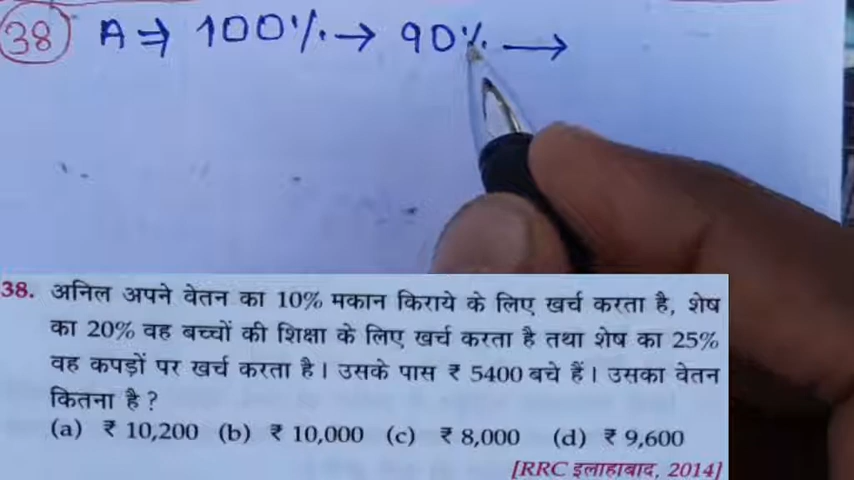 38 A ⇒ 100% → 90% →
38. अनिल अपने वेतन का 10% मकान किराये के लिए खर्च करता है, शेष
का 20% वह बच्चों की शिक्षा के लिए खर्च करता है तथा शेष का 25%
वह कपड़ों पर खर्च करता है। उसके पास ₹ 5400 बचे हैं। उसका वेतन
कितना है ?
(a) ₹ 10,200 (b) ₹ 10,000 (c) ₹ 8,000 (d) ₹ 9,600
[RRC इलाहाबाद, 2014]